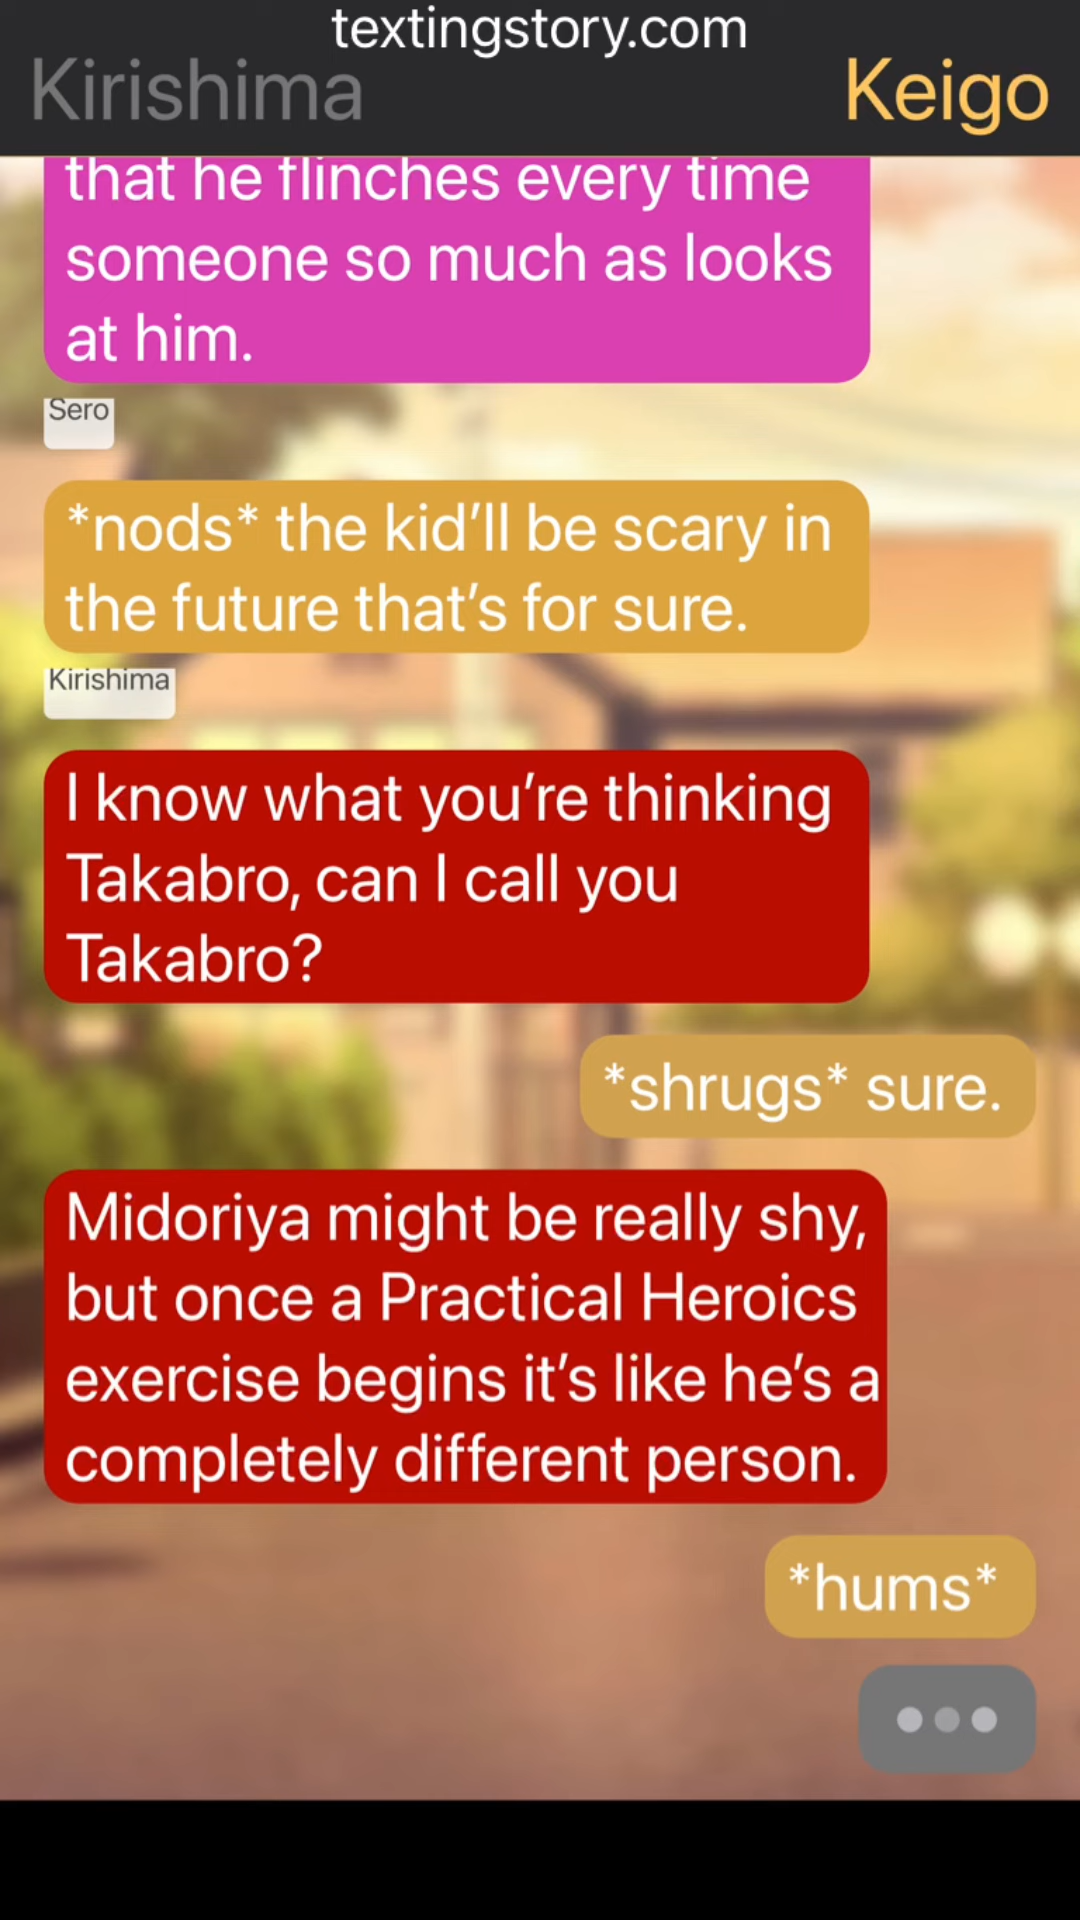 textingstory.com
Kirishima
Keigo
that he flinches every time
someone so much as looks
at him.
Sero
*nods* the kid’ll be scary in
the future that’s for sure.
Kirishima
I know what you’re thinking
Takabro, can I call you
Takabro?
*shrugs* sure.
Midoriya might be really shy,
but once a Practical Heroics
exercise begins it’s like he’s a
completely different person.
*hums*